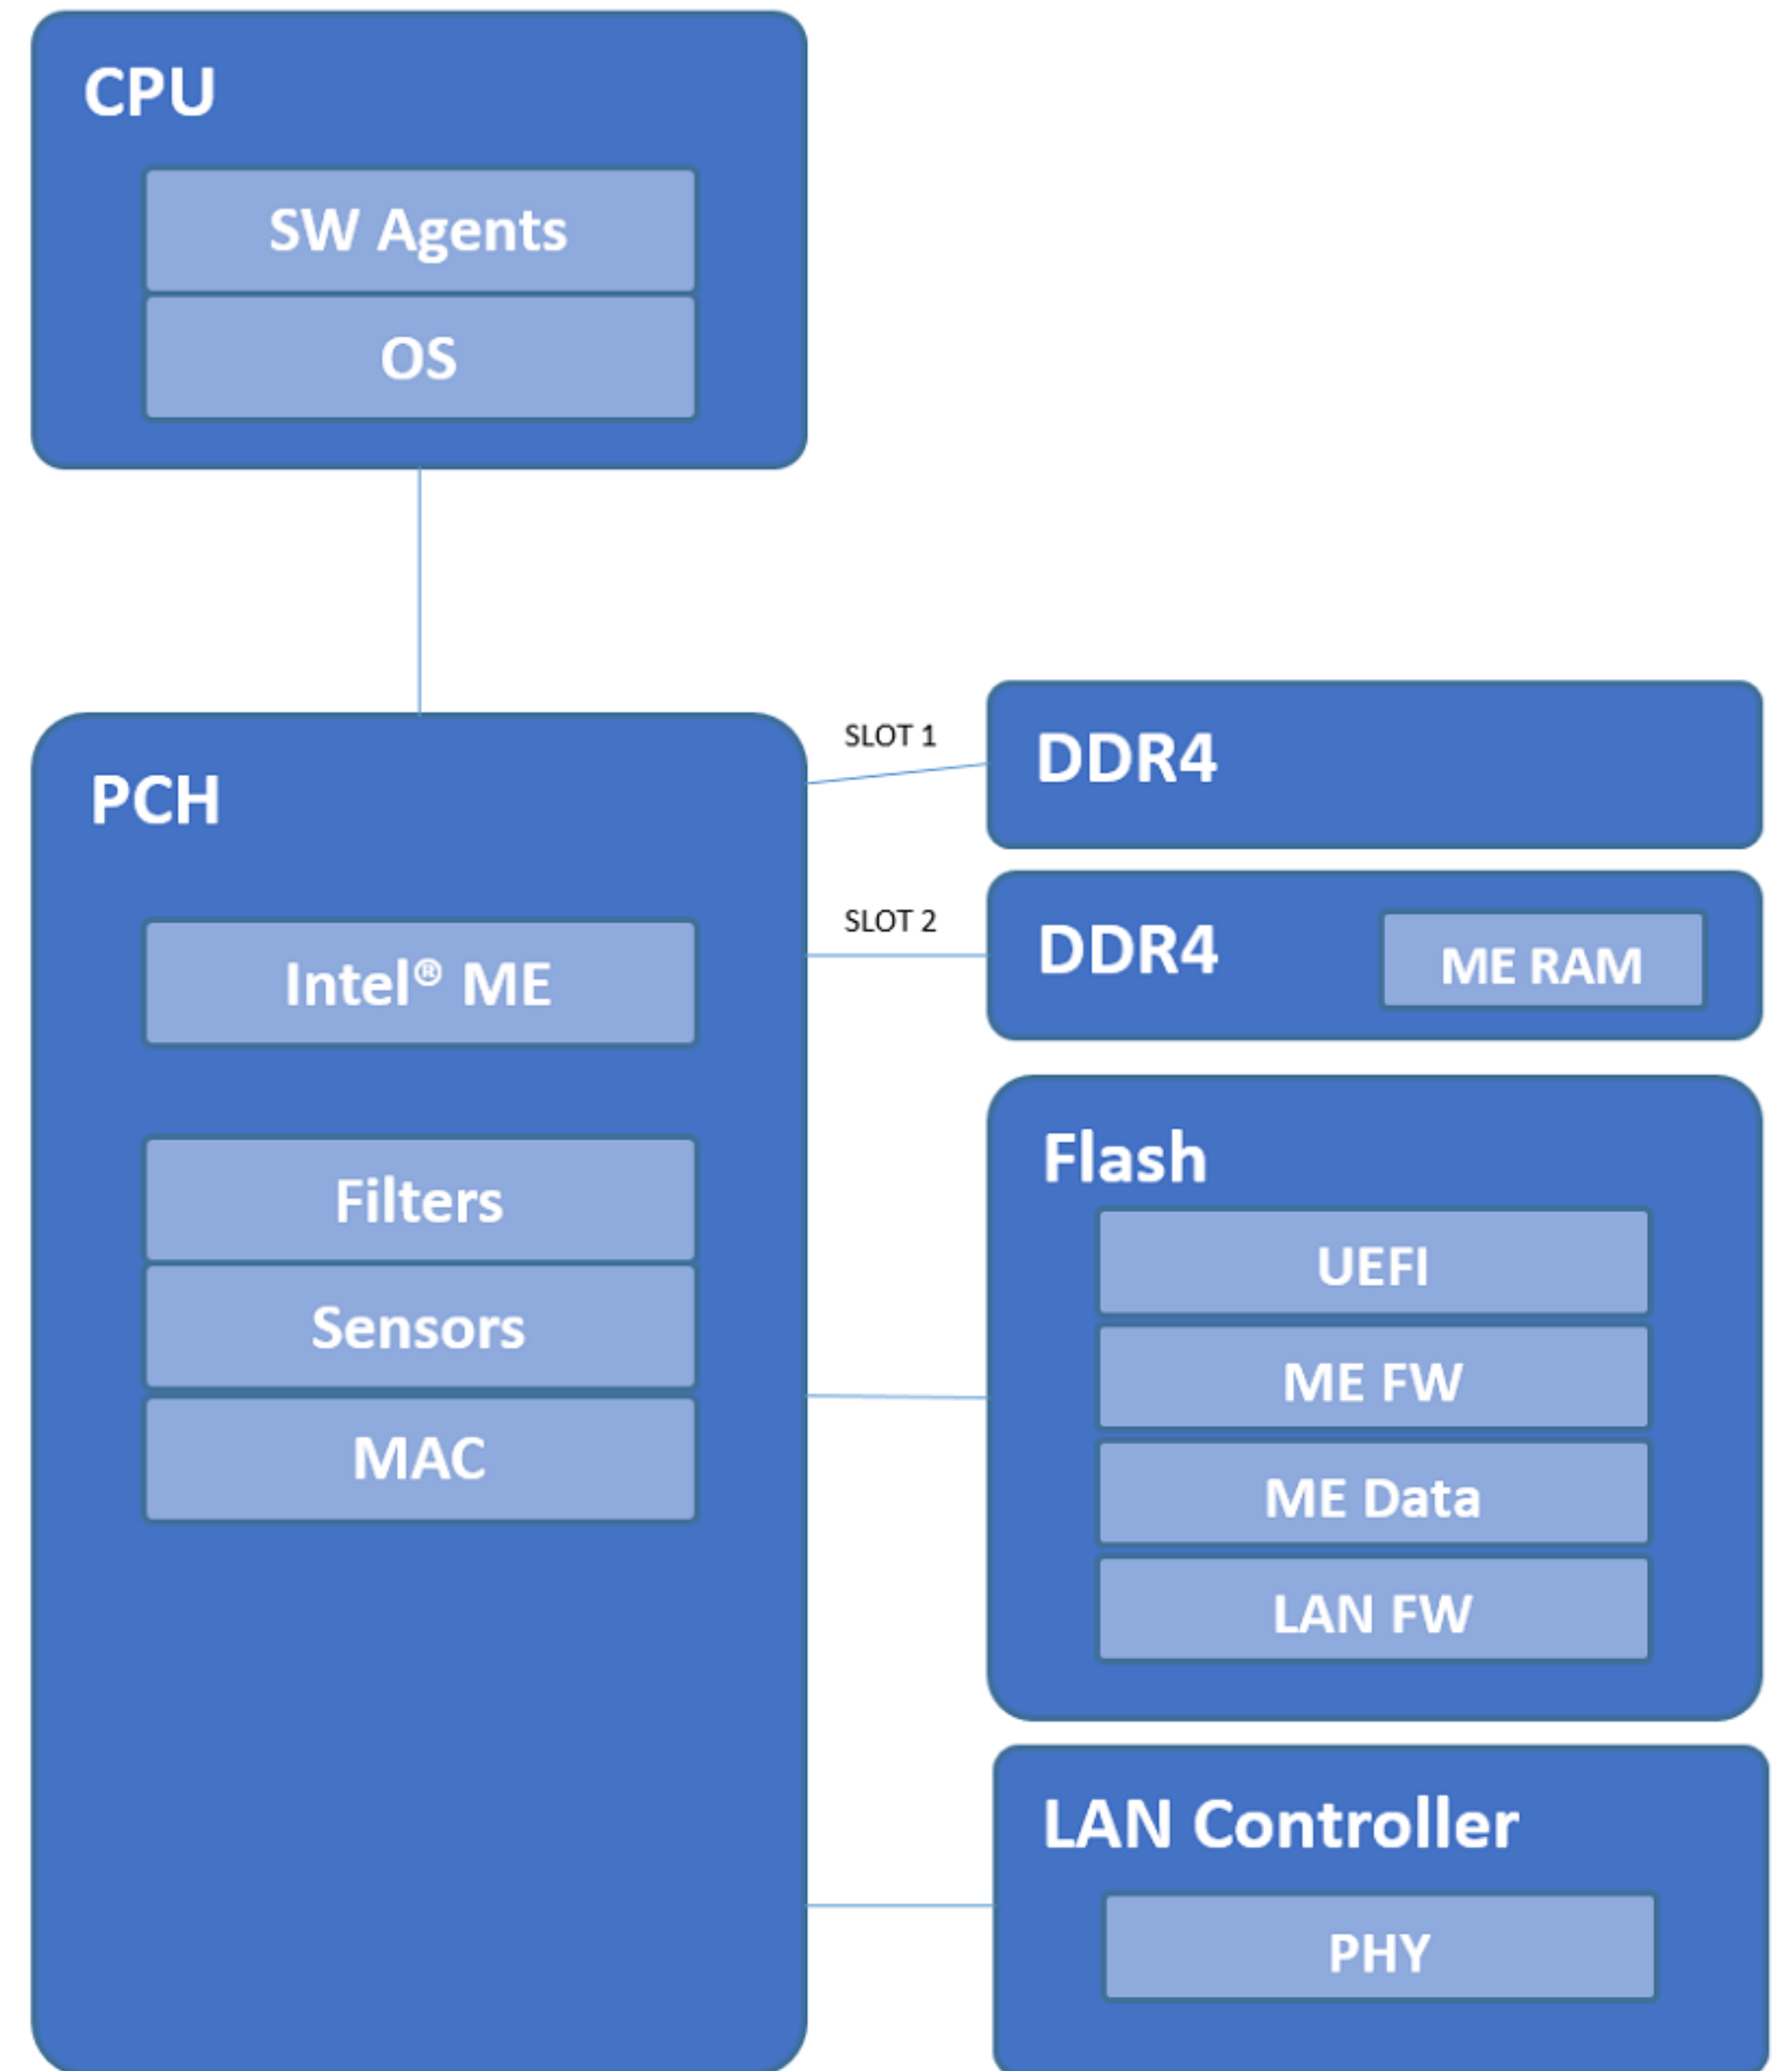 CPU
SW Agents
OS
PCH
Intel® ME
Filters
Sensors
MAC
SLOT 1
DDR4
SLOT 2
DDR4
ME RAM
Flash
UEFI
ME FW
ME Data
LAN FW
LAN Controller
PHY